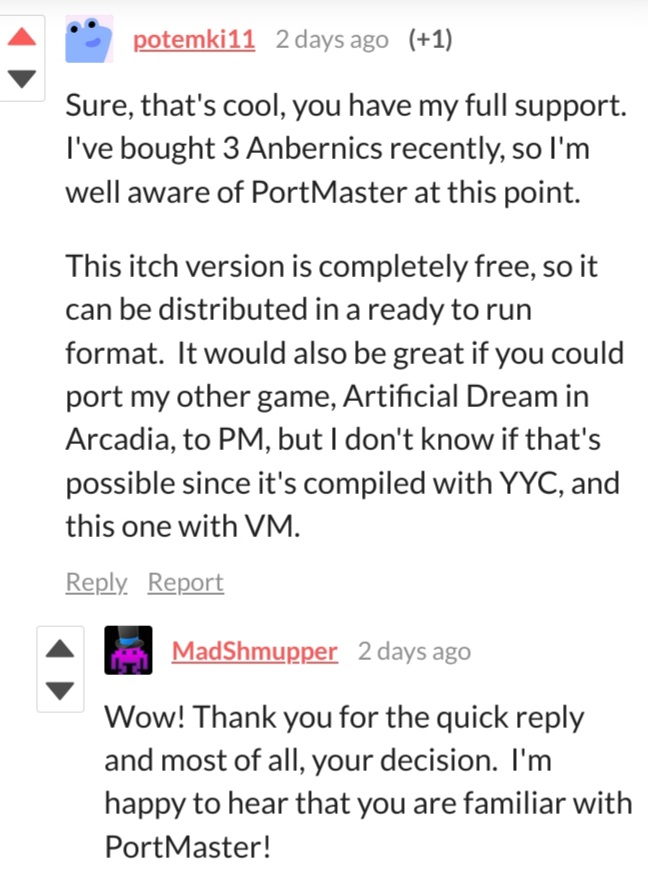 potemki11 2 days ago (+1)
Sure, that's cool, you have my full support.
I've bought 3 Anbernics recently, so I'm
well aware of PortMaster at this point.
This itch version is completely free, so it
can be distributed in a ready to run
format.  It would also be great if you could
port my other game, Artificial Dream in
Arcadia, to PM, but I don't know if that's
possible since it's compiled with YYC, and
this one with VM.
Reply Report
MadShmupper 2 days ago
Wow! Thank you for the quick reply
and most of all, your decision.  I'm
happy to hear that you are familiar with
PortMaster!